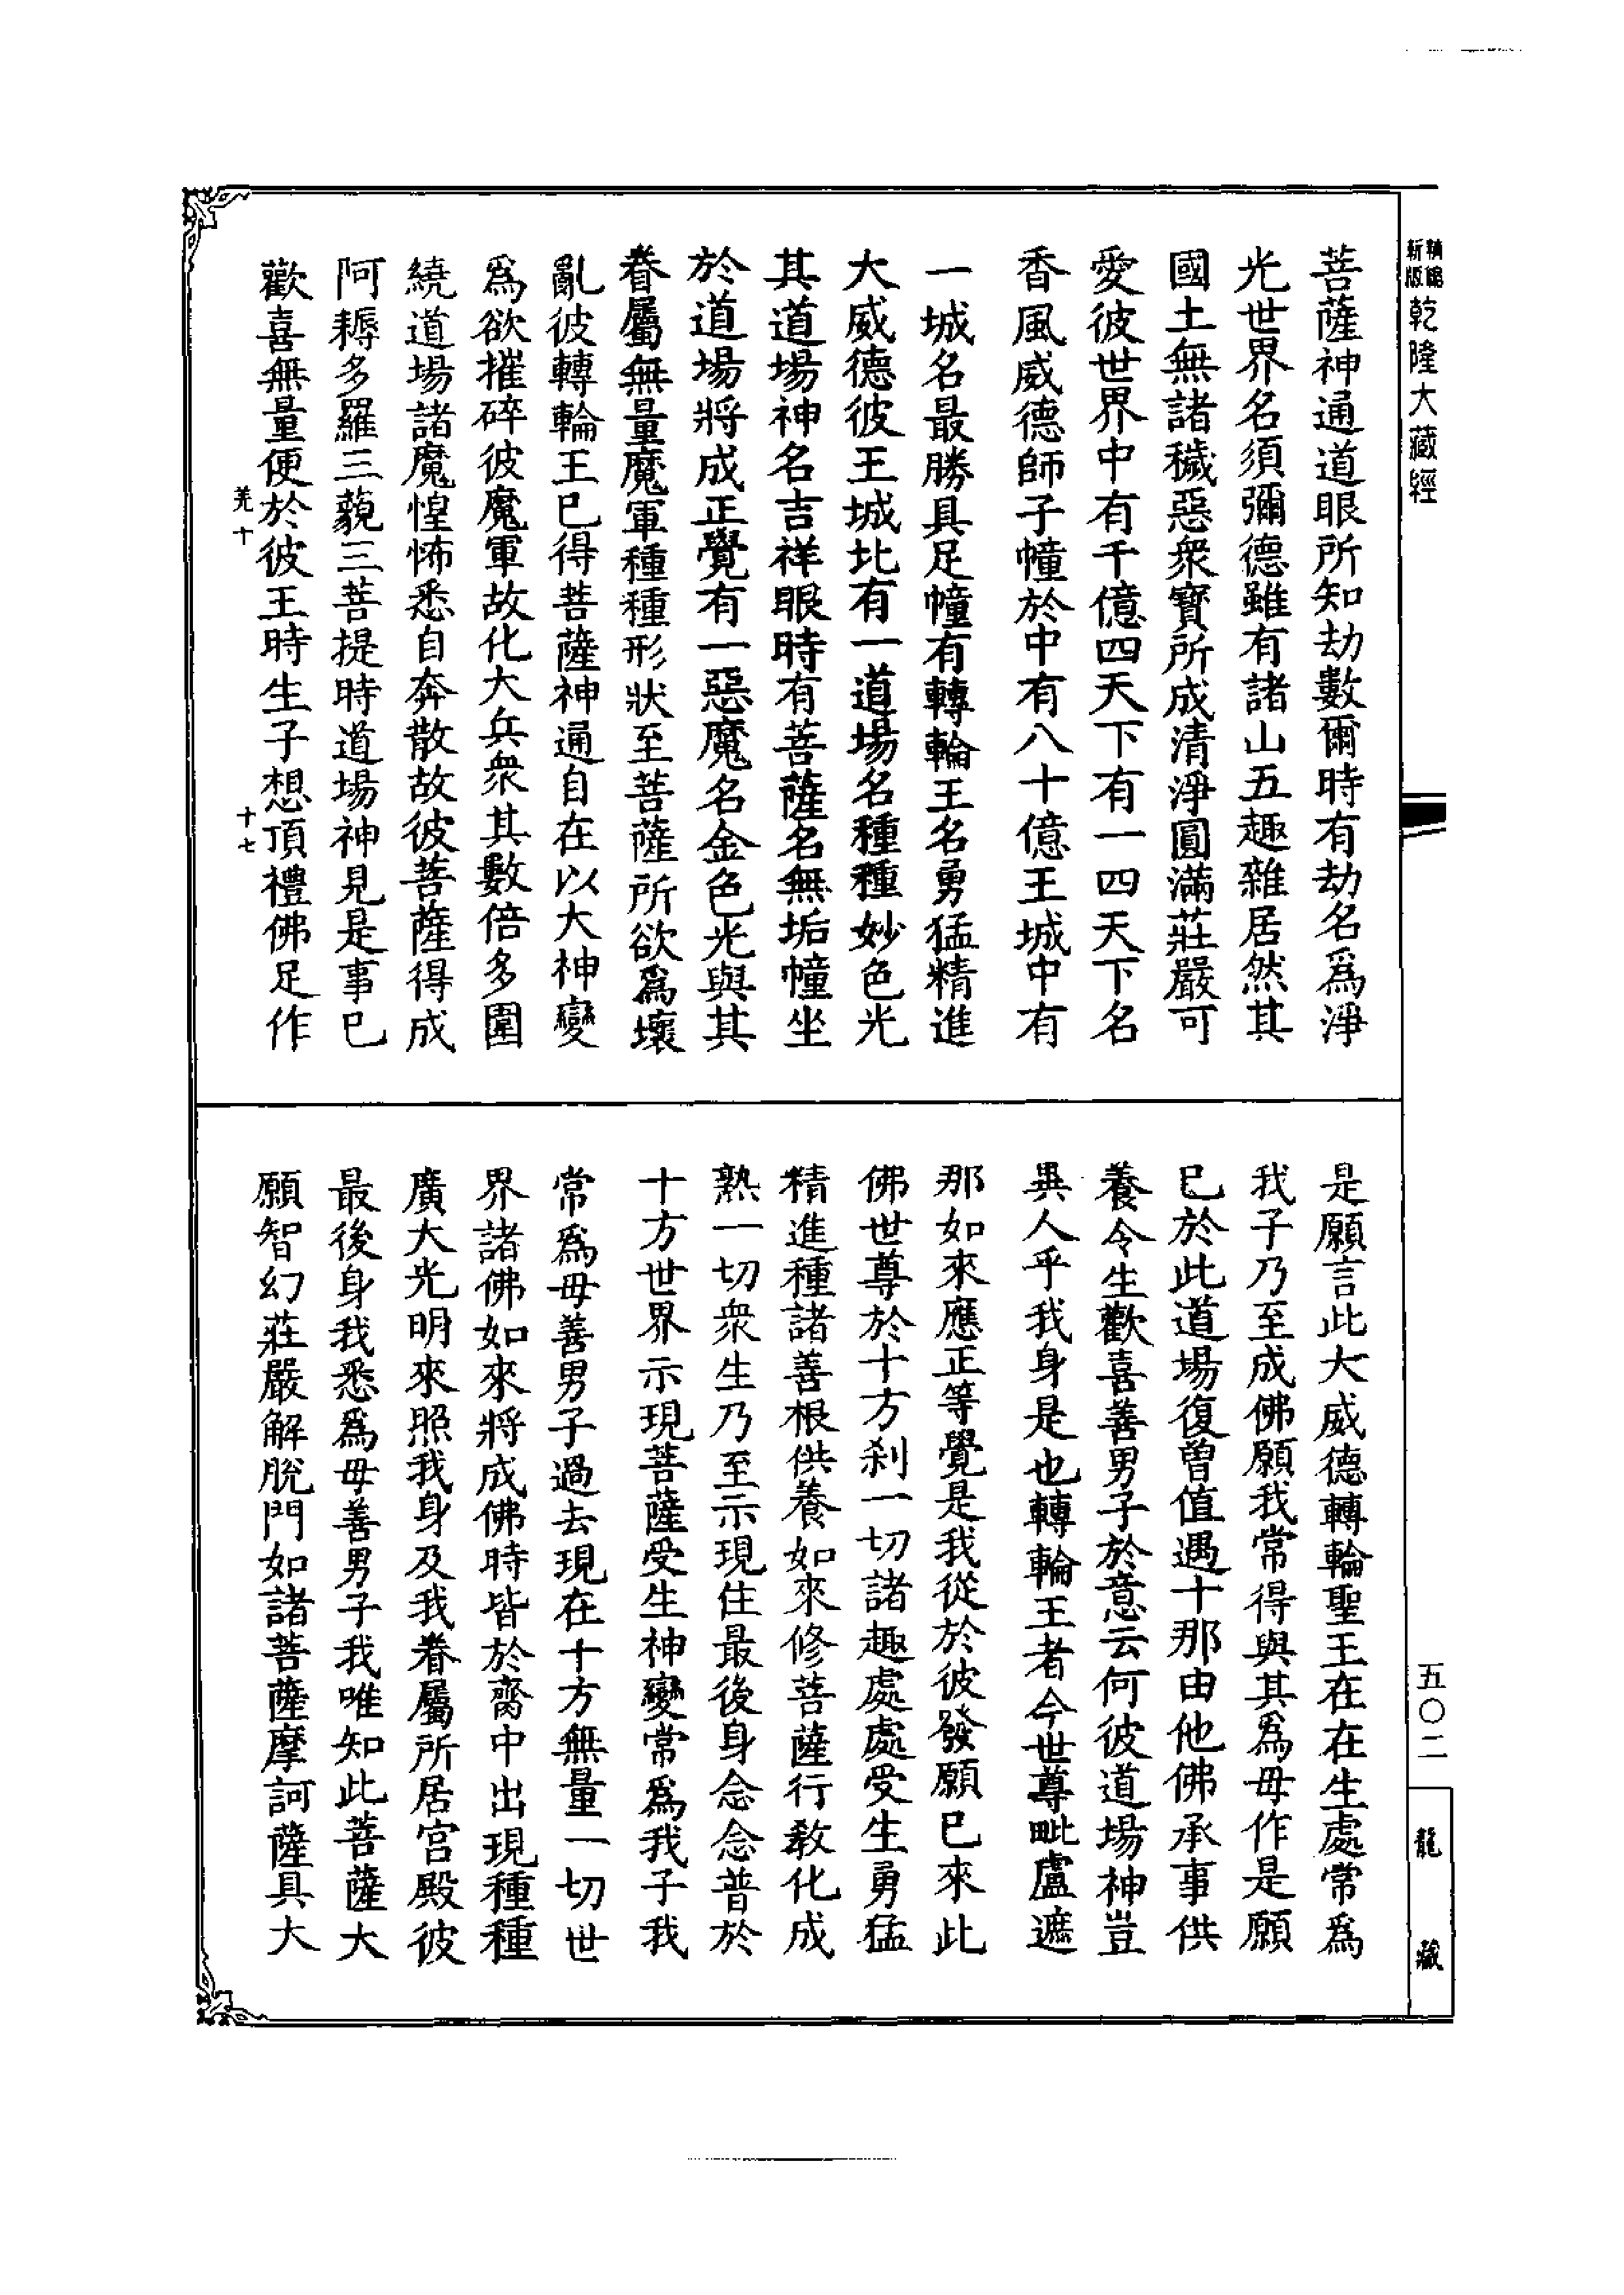 精縮
新版
乾隆大藏經
菩薩神通道眼所知劫數爾時有劫名爲淨
光世界名須彌德雖有諸山五趣雜居然其
國土無諸穢惡衆寳所成清淨圓滿莊嚴可
愛彼世界中有千億四天下有一四天下名
香風威德師子幢於中有八十億王城中有
一城名最勝具足幢有轉輪王名勇猛精進
大威德彼王城北有一道場名種種妙色光
其道場神名吉祥眼時有菩薩名無垢幢坐
於道場將成正覺有一惡魔名金色光與其
眷屬無量魔軍種種形狀至菩薩所欲爲壞
亂彼轉輪王已得菩薩神通自在以大神變
爲欲摧碎彼魔軍故化大兵衆其數倍多圍
繞道場諸魔惶怖悉自奔散故彼菩薩得成
阿耨多羅三藐三菩提時道場神見是事已
歡喜無量便於彼王時生子想頂禮佛足作
羌十
十七
是願言此大威德轉輪聖王在在生處常爲
我子乃至成佛願我常得與其爲母作是願
已於此道場復曾值遇十那由他佛承事供
養令生歡喜善男子於意云何彼道場神豈
異人乎我身是也轉輪王者今世尊毗盧遮
那如來應正等覺是我從於彼發願已來此
佛世尊於十方刹一切諸趣處處受生勇猛
精進種諸善根供養如來修菩薩行教化成
熟一切衆生乃至示現住最後身念念普於
十方世界示現菩薩受生神變常爲我子我
常爲母善男子過去現在十方無量一切世
界諸佛如來將成佛時皆於齎中出現種種
廣大光明來照我身及我眷屬所居宫殿彼
最後身我悉爲母善男子我唯知此菩薩大
願智幻莊嚴解脱門如諸菩薩摩訶薩具大
五〇二
龍藏